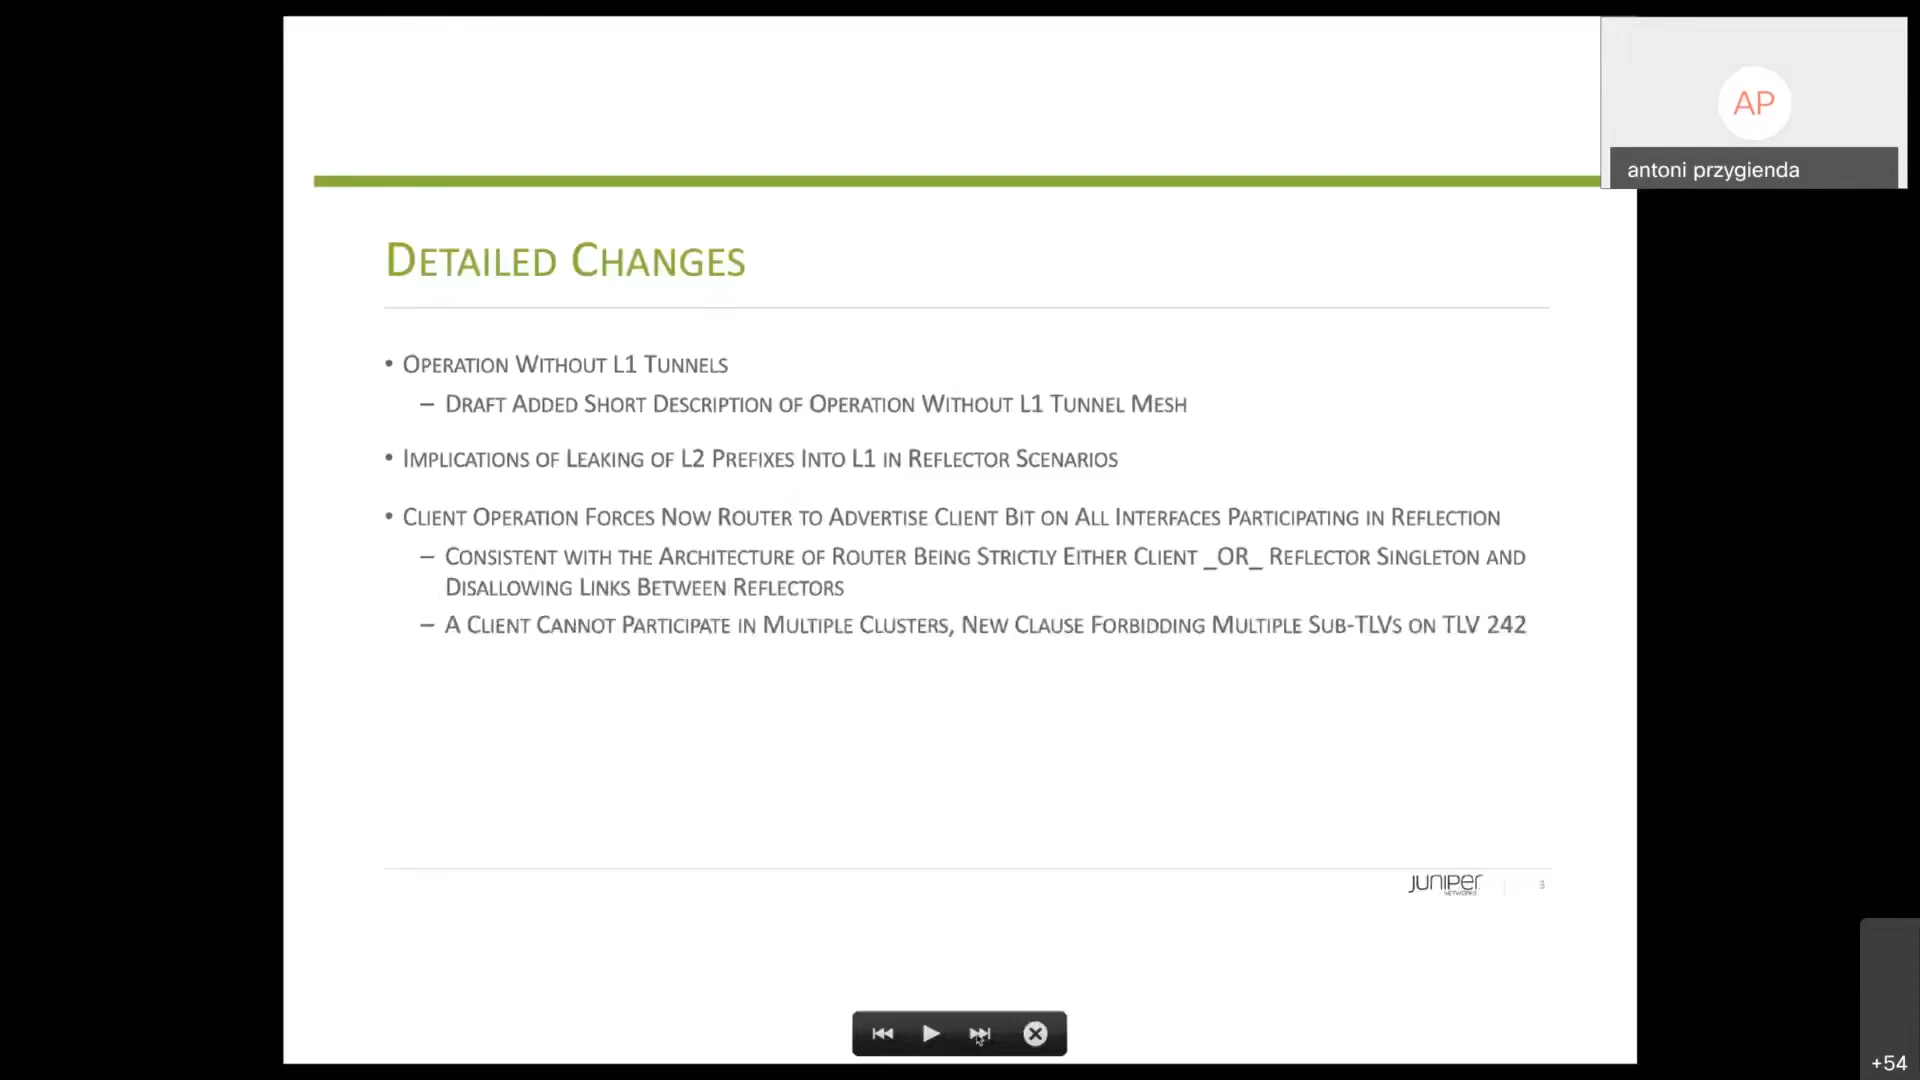 AP
antoni przygienda
Detailed Changes
• Operation Without L1 Tunnels
– Draft Added Short Description of Operation Without L1 Tunnel Mesh
• Implications of Leaking of L2 Prefixes Into L1 in Reflector Scenarios
• Client Operation Forces Now Router to Advertise Client Bit on All Interfaces Participating in Reflection
– Consistent with the Architecture of Router Being Strictly Either Client _OR_ Reflector Singleton and
Disallowing Links Between Reflectors
– A Client Cannot Participate in Multiple Clusters, New Clause Forbidding Multiple Sub-TLVs on TLV 242
JUNIPER
NETWORKS
+54